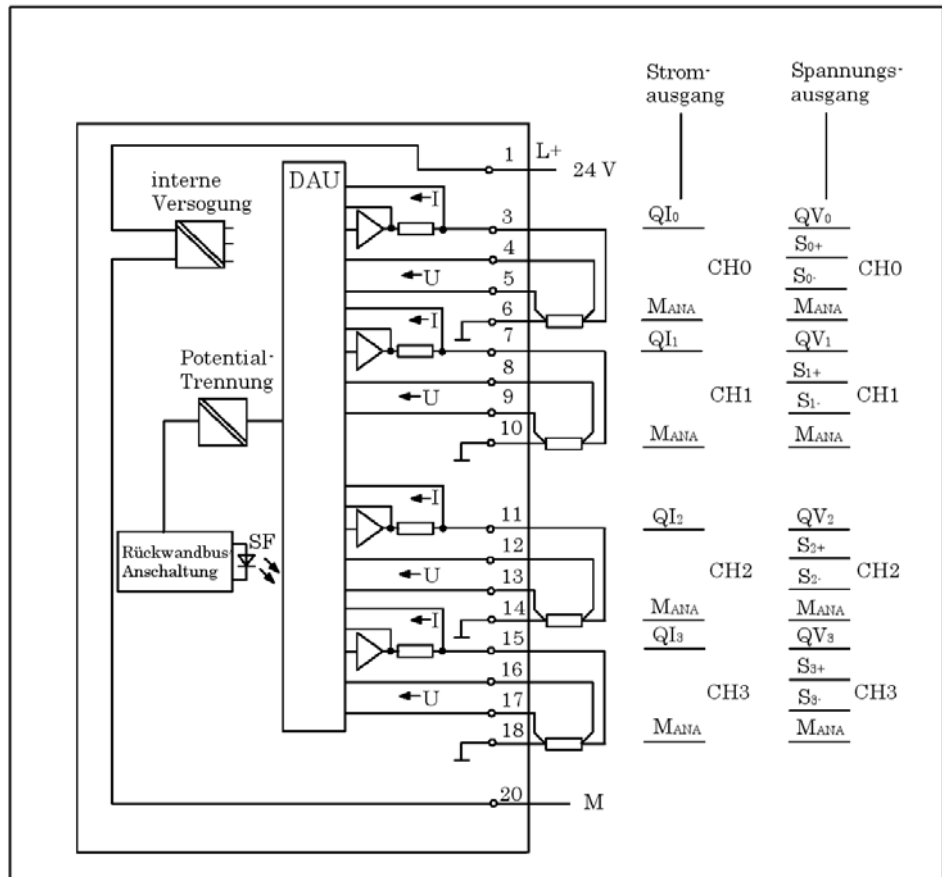 Strom-
ausgang
Spannungs-
ausgang
1
L+
24 V
interne
Versogung
DAU
I
3
QI0
QV0
4
S0+
U
5
CH0
S0-
CH0
6
MANA
MANA
I
7
QI1
QV1
8
S1+
U
9
CH1
S1-
CH1
10
MANA
MANA
Potential-
Trennung
I
11
QI2
QV2
12
S2+
U
13
CH2
S2-
CH2
14
MANA
MANA
SF
Rückwandbus-
Anschaltung
I
15
QI3
QV3
16
S3+
U
17
CH3
S3-
CH3
18
MANA
MANA
20
M